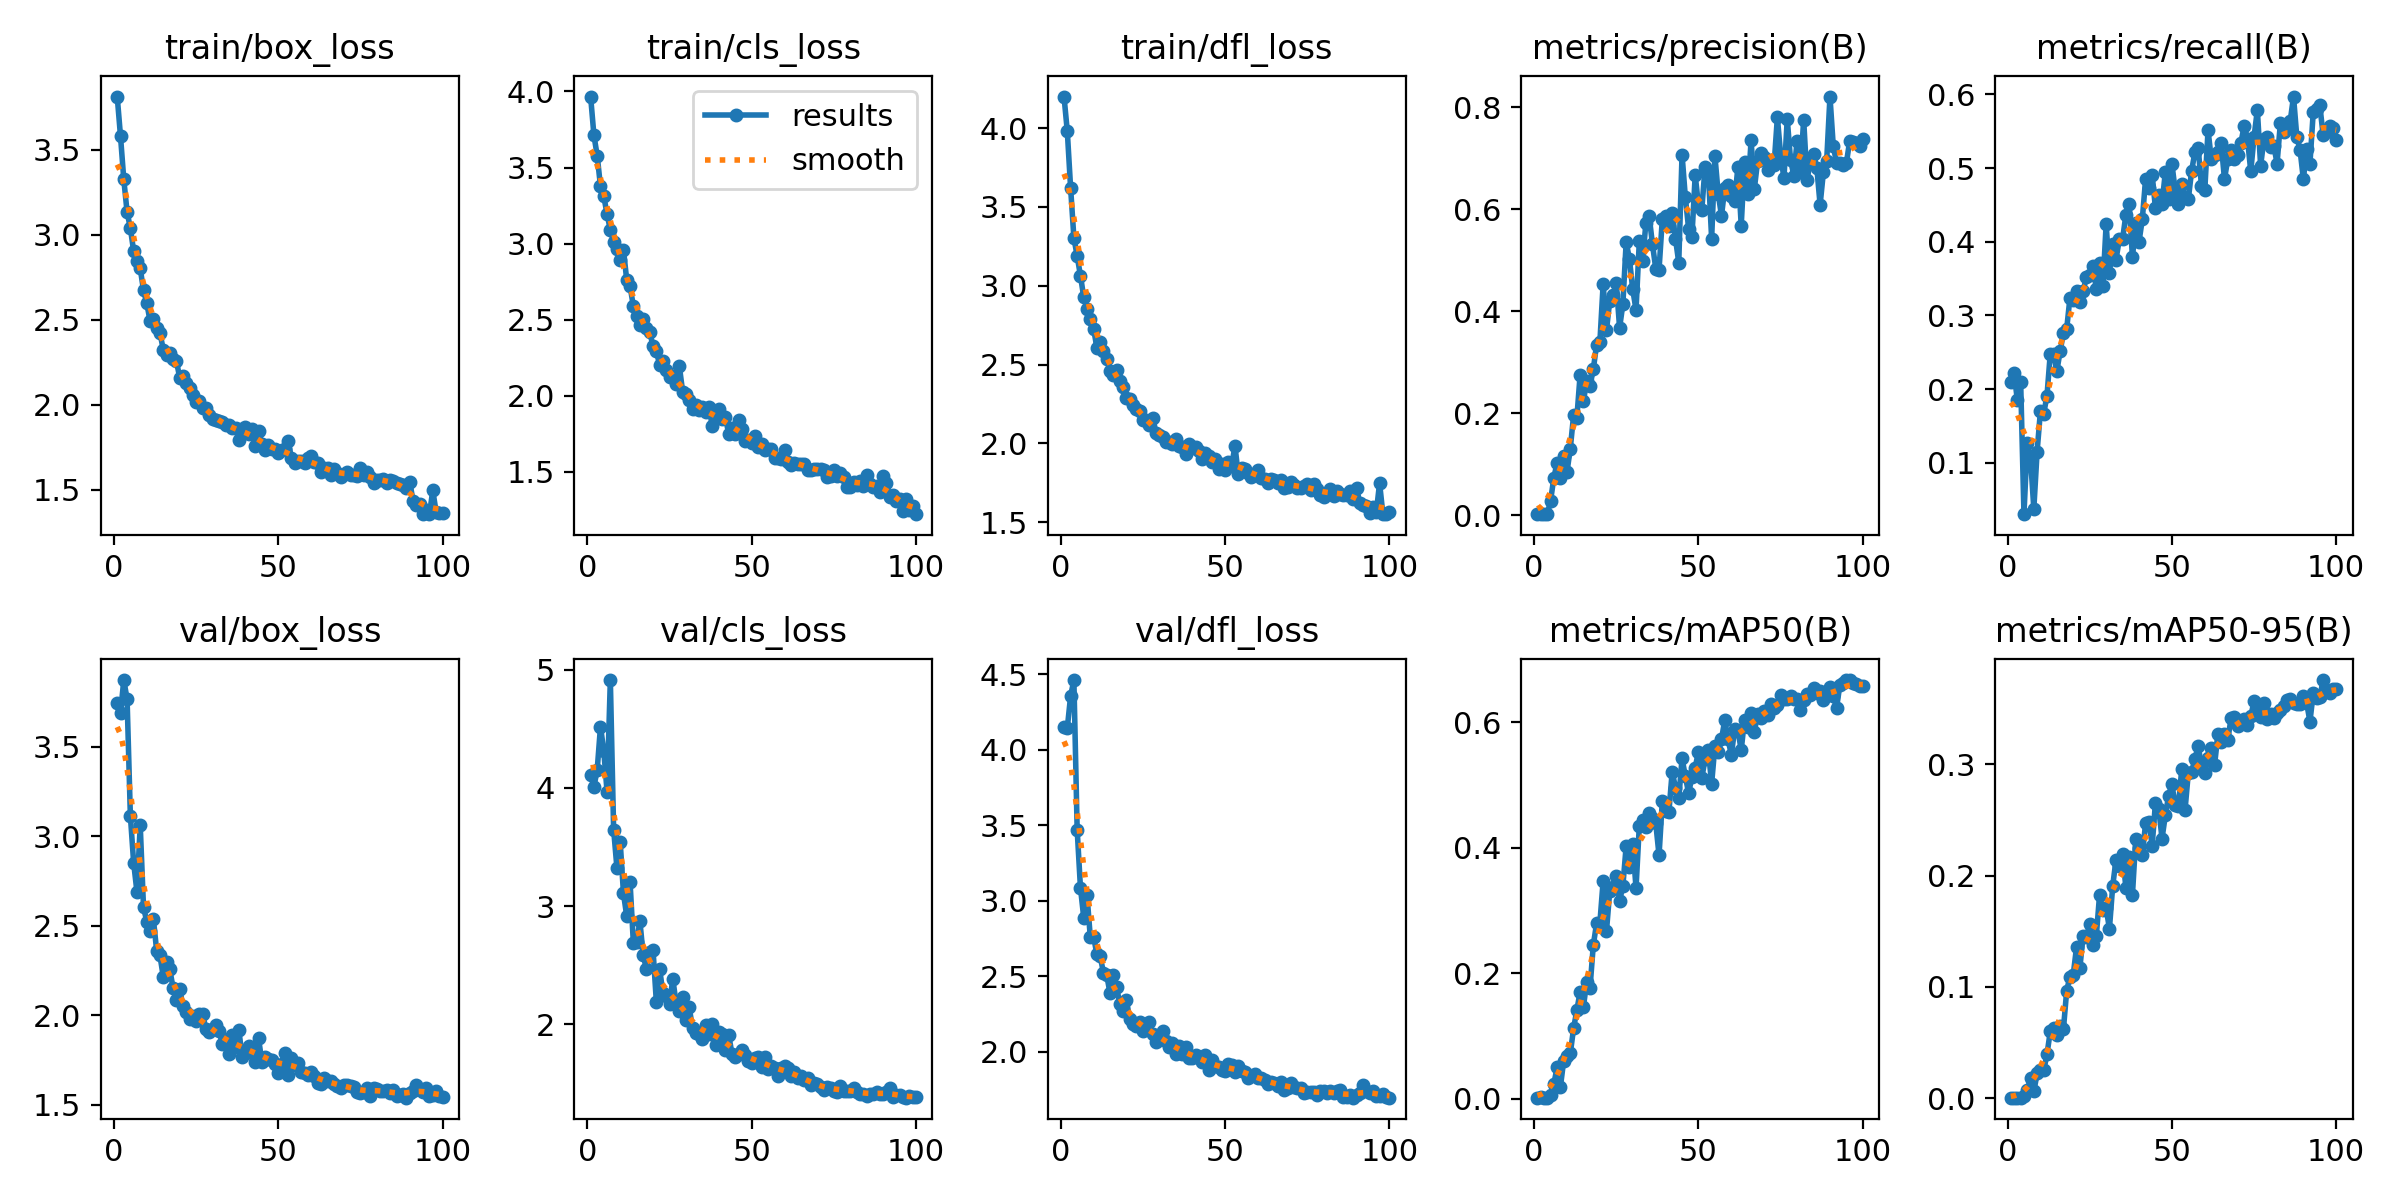 train/box_loss
3.5
3.0
2.5
2.0
1.5
0 50 100
train/cls_loss
results
smooth
4.0
3.5
3.0
2.5
2.0
1.5
0 50 100
train/dfl_loss
4.0
3.5
3.0
2.5
2.0
1.5
0 50 100
metrics/precision(B)
0.8
0.6
0.4
0.2
0.0
0 50 100
metrics/recall(B)
0.6
0.5
0.4
0.3
0.2
0.1
0 50 100
val/box_loss
3.5
3.0
2.5
2.0
1.5
0 50 100
val/cls_loss
5
4
3
2
0 50 100
val/dfl_loss
4.5
4.0
3.5
3.0
2.5
2.0
0 50 100
metrics/mAP50(B)
0.6
0.4
0.2
0.0
0 50 100
metrics/mAP50-95(B)
0.3
0.2
0.1
0.0
0 50 100